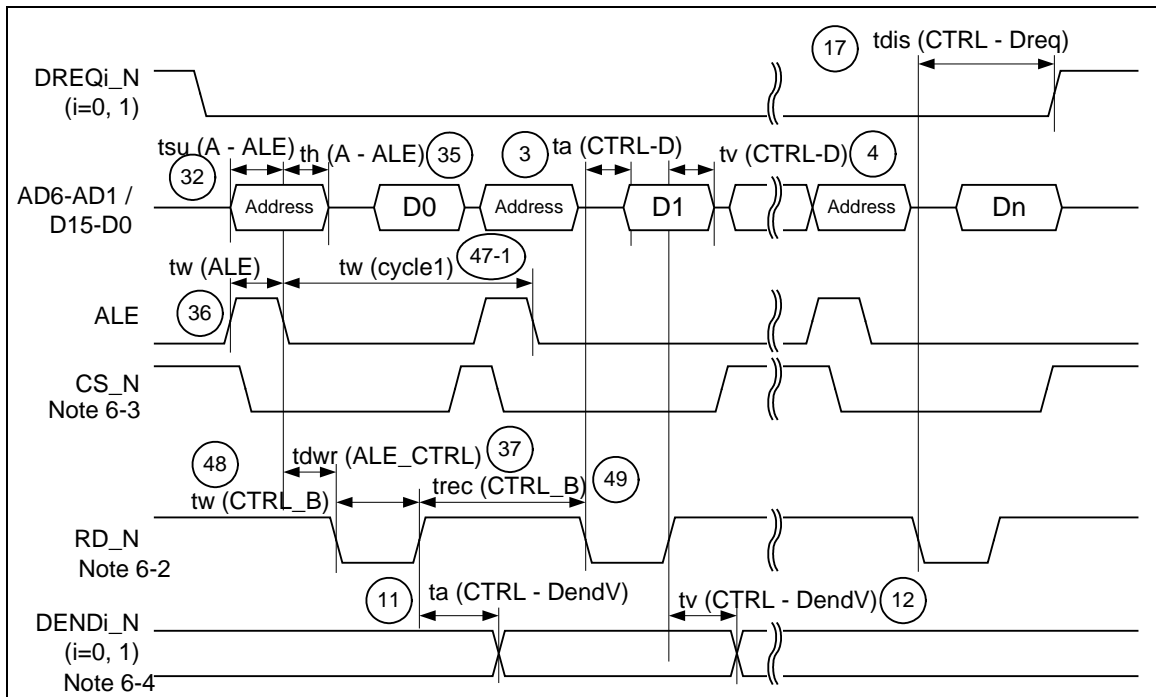 17
tdis (CTRL - Dreq)
DREQi_N
(i=0, 1)
tsu (A - ALE)
th (A - ALE)
35
3
ta (CTRL-D)
tv (CTRL-D)
4
32
AD6-AD1 /
D15-D0
Address
D0
Address
D1
Address
Dn
tw (ALE)
tw (cycle1)
47-1
36
ALE
CS_N
Note 6-3
48
tdwr (ALE_CTRL)
37
tw (CTRL_B)
trec (CTRL_B)
49
RD_N
Note 6-2
11
ta (CTRL - DendV)
tv (CTRL - DendV)
12
DENDi_N
(i=0, 1)
Note 6-4